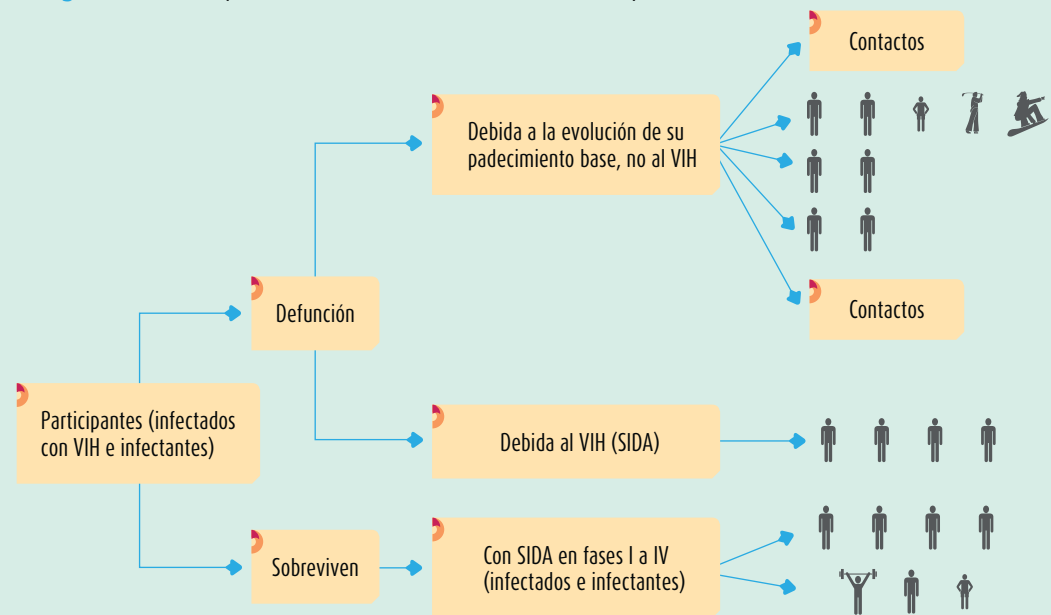 Contactos
Debida a la evolución de su
padecimiento base, no al VIH
Contactos
Defunción
Participantes (infectados
con VIH e infectantes)
Debida al VIH (SIDA)
Sobreviven
Con SIDA en fases I a IV
(infectados e infectantes)